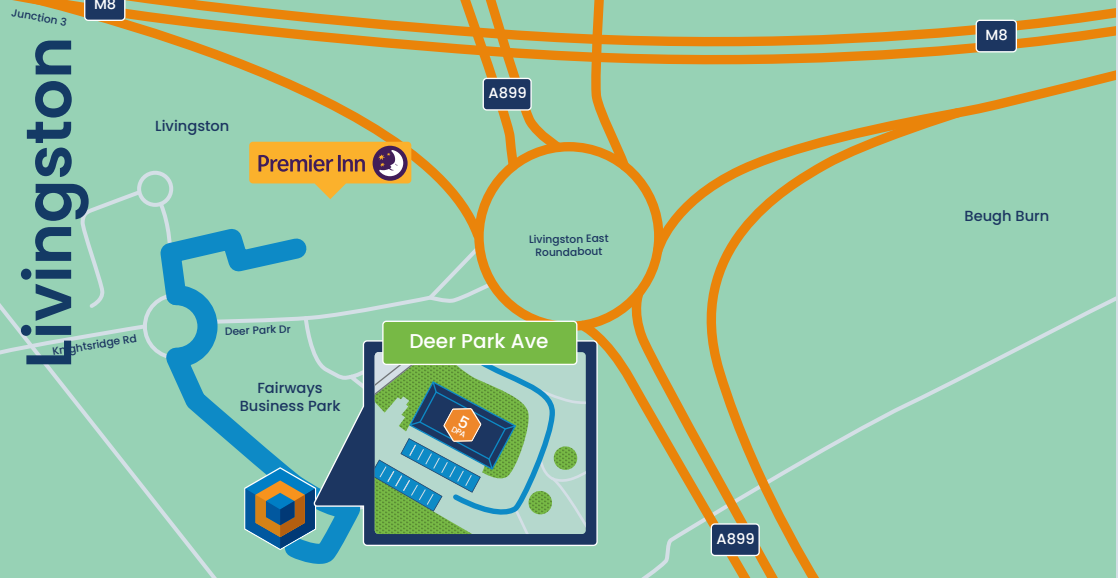 M8
Junction 3
M8
A899
Livingston
Livingston
Premier Inn
Beugh Burn
Livingston East
Roundabout
Deer Park Dr
Knightsridge Rd
Deer Park Ave
Fairways
Business Park
5
DPA
A899